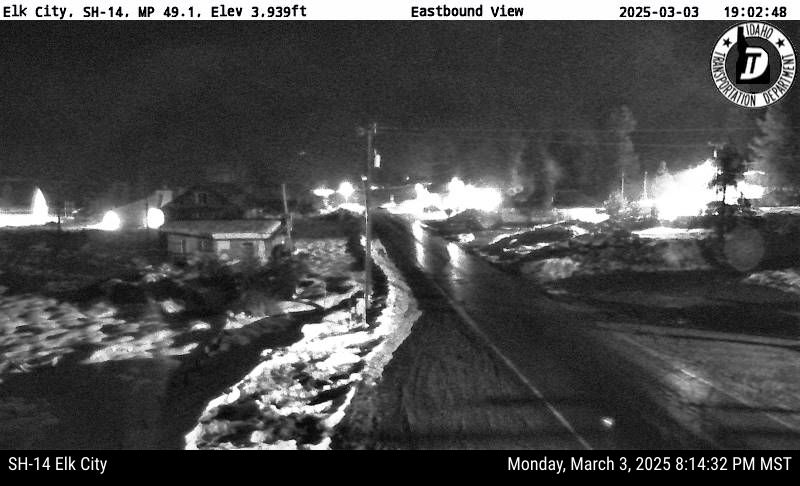 Elk City, SH-14, MP 49.1, Elev 3,939ft Eastbound View 2025-03-03 19:02:48
IDAHO
TRANSPORTATION DEPARTMENT
SH-14 Elk City Monday, March 3, 2025 8:14:32 PM MST